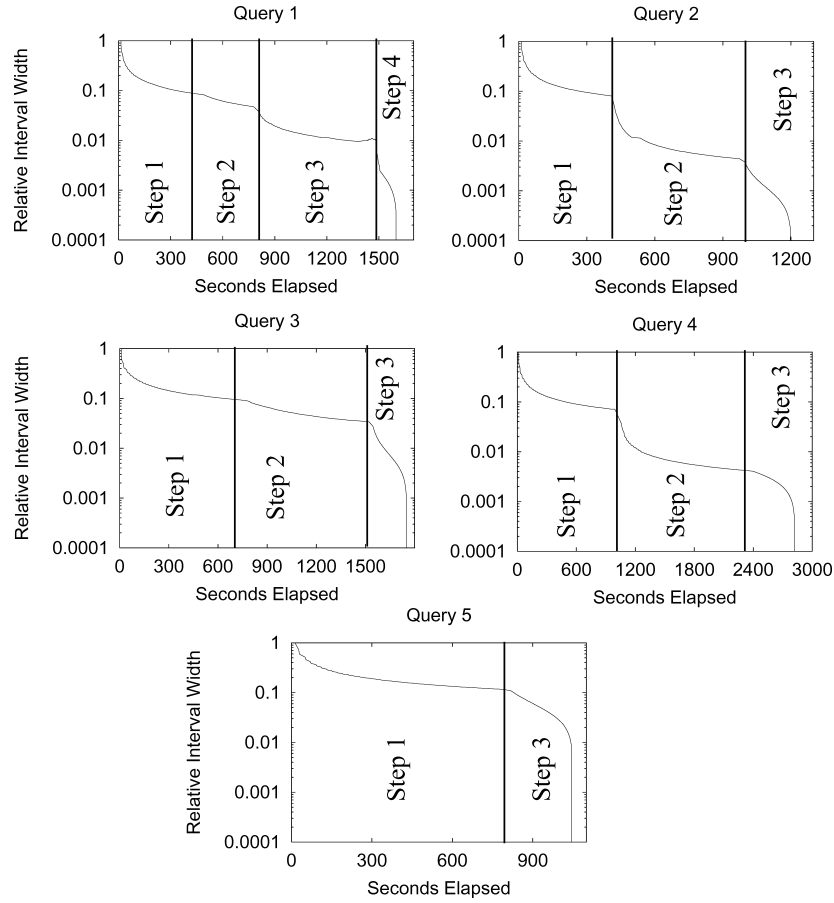 Query 1
Relative Interval Width
1
0.1
0.01
0.001
0.0001
Step 1
Step 2
Step 3
Step 4
0 300 600 900 1200 1500
Seconds Elapsed
Query 2
1
0.1
0.01
0.001
0.0001
Step 1
Step 2
Step 3
0 300 600 900 1200
Seconds Elapsed
Query 3
Relative Interval Width
1
0.1
0.01
0.001
0.0001
Step 1
Step 2
Step 3
0 300 600 900 1200 1500
Seconds Elapsed
Query 4
Relative Interval Width
1
0.1
0.01
0.001
0.0001
Step 1
Step 2
Step 3
0 600 1200 1800 2400 3000
Seconds Elapsed
Query 5
Relative Interval Width
1
0.1
0.01
0.001
0.0001
Step 1
Step 3
0 300 600 900
Seconds Elapsed